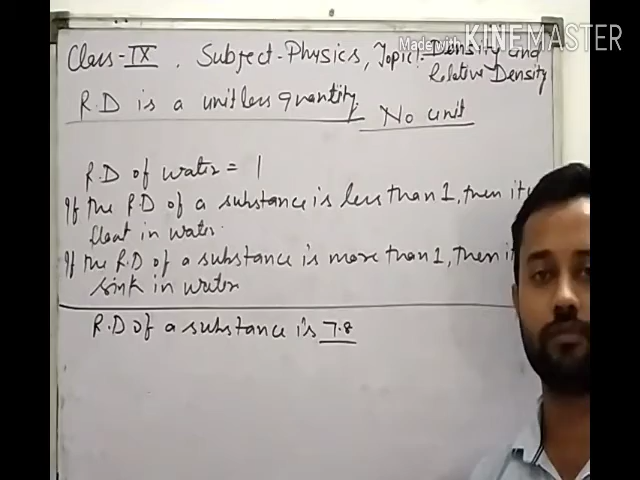 Made with KINEMASTER
Class-IX, Subject-Physics, Topic:-Density and
Relative Density
R.D is a unitless quantity. No unit
R.D of water = 1
If the R.D of a substance is less than 1, then it
float in water.
If the R.D of a substance is more than 1, then it
sink in water
R.D of a substance is 7.8